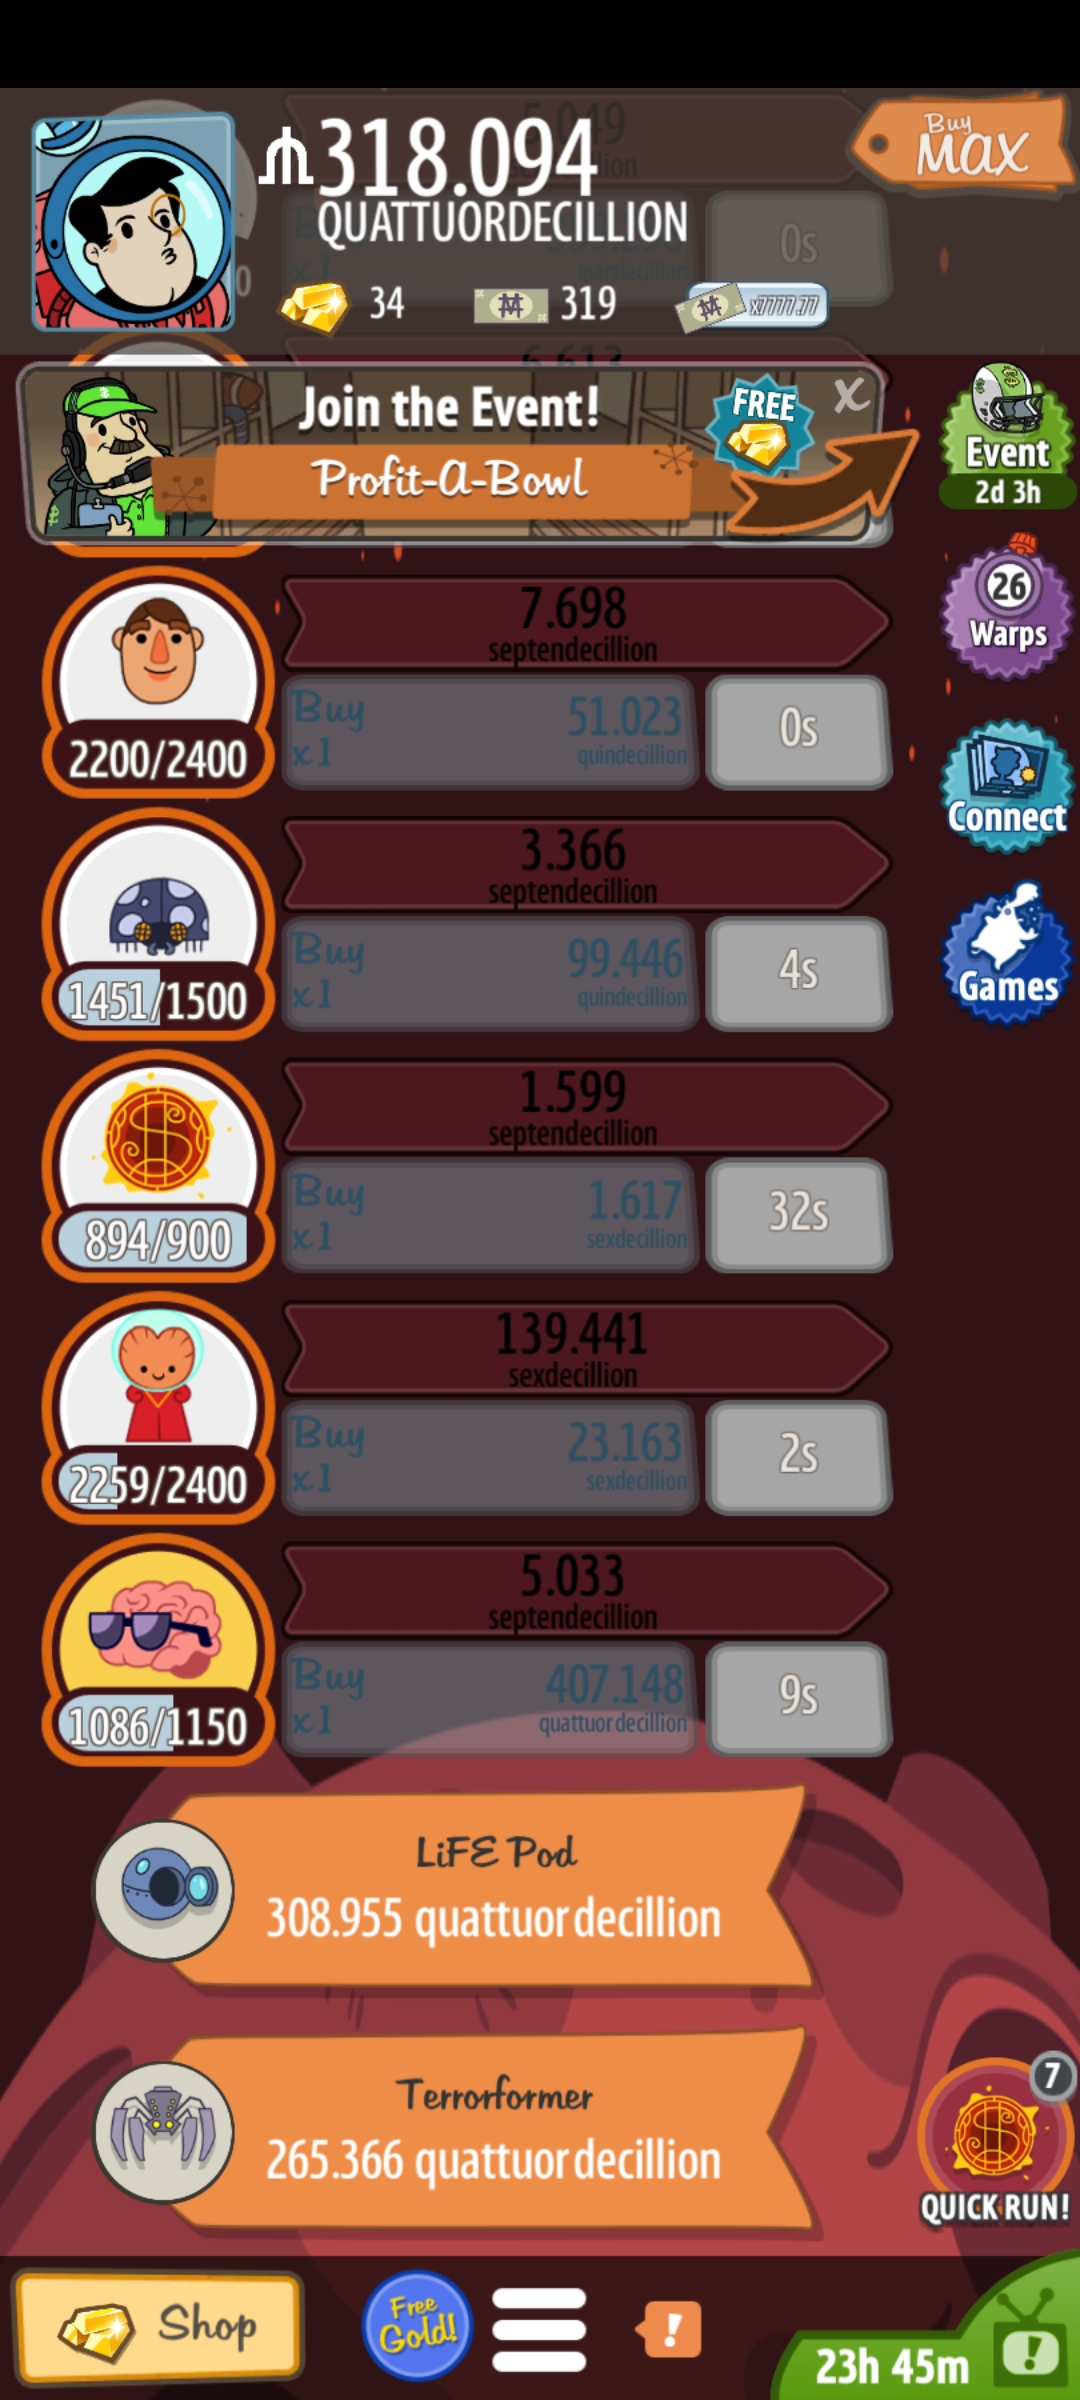 318.094
QUATTUORDECILLION
Buy
MAX
34
319
x7777.77
0s
quindecillion
Join the Event!
Profit-A-Bowl
FREE
X
Event
2d 3h
7.698
septendecillion
2200/2400
Buy
x1
51.023
quindecillion
0s
26
Warps
3.366
septendecillion
1451/1500
Buy
x1
99.446
quindecillion
4s
Connect
Games
1.599
septendecillion
894/900
Buy
x1
1.617
sexdecillion
32s
139.441
sexdecillion
2259/2400
Buy
x1
23.163
sexdecillion
2s
5.033
septendecillion
1086/1150
Buy
x1
407.148
quattuordecillion
9s
LiFE Pod
308.955 quattuordecillion
Terrorformer
265.366 quattuordecillion
7
QUICK RUN!
Shop
Free
Gold!
!
23h 45m
!